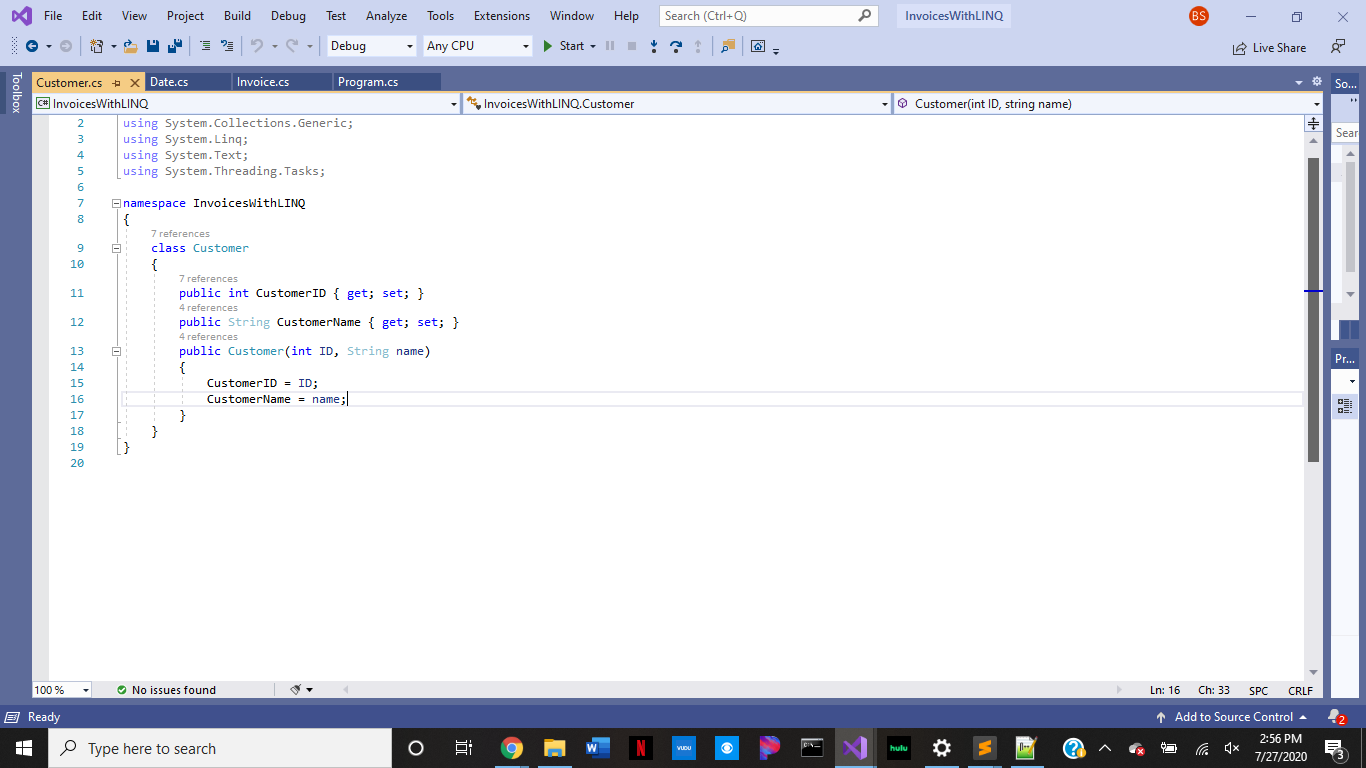 File Edit View Project Build Debug Test Analyze Tools Extensions Window Help Search (Ctrl+Q) InvoicesWithLINQ BS
Debug Any CPU Start Live Share
Toolbox
Customer.cs Date.cs Invoice.cs Program.cs So...
C# InvoicesWithLINQ InvoicesWithLINQ.Customer Customer(int ID, string name)
Sear
2 using System.Collections.Generic;
3 using System.Linq;
4 using System.Text;
5 using System.Threading.Tasks;
6
7 namespace InvoicesWithLINQ
8 {
7 references
9 class Customer
10 {
7 references
11 public int CustomerID { get; set; }
4 references
12 public String CustomerName { get; set; }
4 references
13 public Customer(int ID, String name)
14 {
15 CustomerID = ID;
16 CustomerName = name;
17 }
18 }
19 }
20
Pr...
100 % No issues found Ln: 16 Ch: 33 SPC CRLF
Ready Add to Source Control 2
Type here to search W N VUDU hulu S ? 2:56 PM
7/27/2020 3